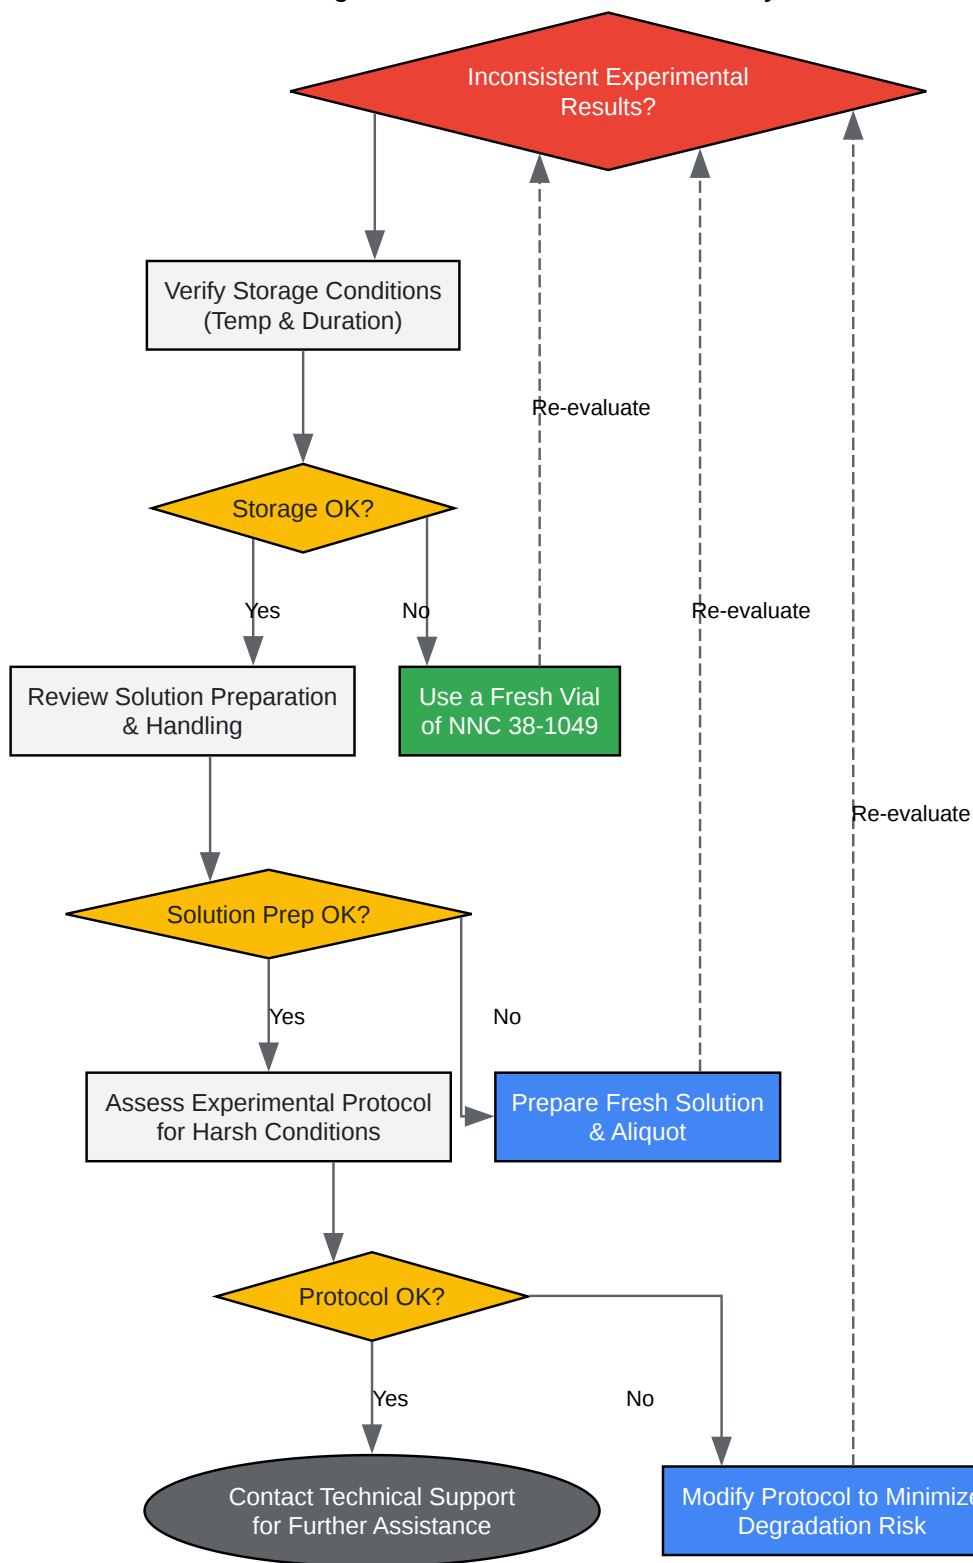 Inconsistent Experimental
Results?
Verify Storage Conditions
(Temp & Duration)
Re-evaluate
Storage OK?
Yes
No
Re-evaluate
Review Solution Preparation
& Handling
Use a Fresh Vial
of NNC 38-1049
Re-evaluate
Solution Prep OK?
Yes
No
Assess Experimental Protocol
for Harsh Conditions
Prepare Fresh Solution
& Aliquot
Protocol OK?
Yes
No
Contact Technical Support
for Further Assistance
Modify Protocol to Minimize
Degradation Risk